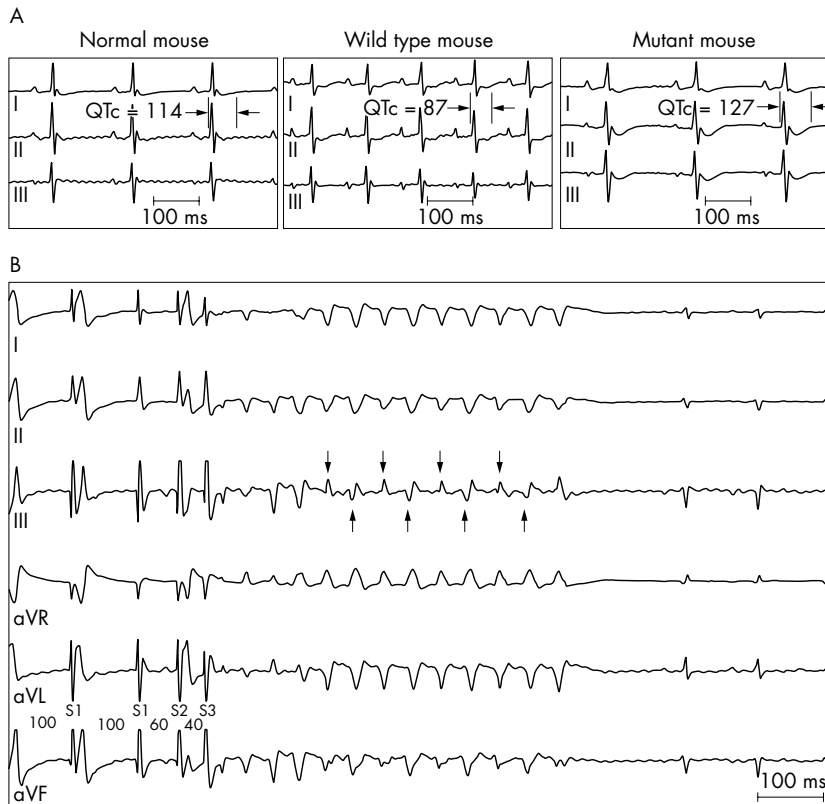 A
Normal mouse
Wild type mouse
Mutant mouse
I
QTc = 114
II
III
100 ms
I
QTc = 87
II
III
100 ms
I
QTc = 127
II
III
100 ms
B
I
II
III
aVR
aVL
S1 S1 S2 S3
100 100 60 40
aVF
100 ms